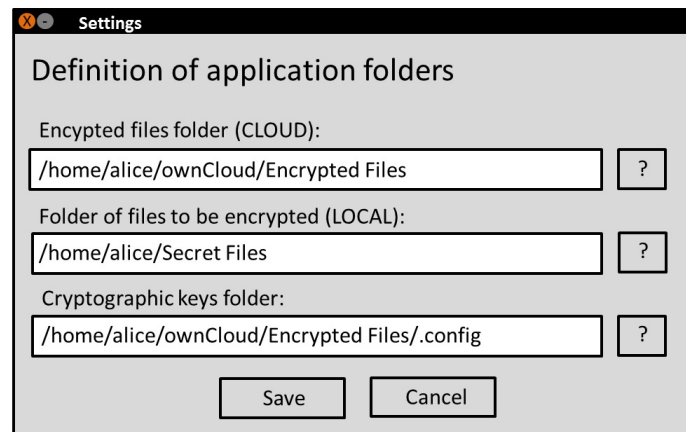 X - Settings
Definition of application folders
Encypted files folder (CLOUD):
/home/alice/ownCloud/Encrypted Files ?
Folder of files to be encrypted (LOCAL):
/home/alice/Secret Files ?
Cryptographic keys folder:
/home/alice/ownCloud/Encrypted Files/.config ?
Save Cancel